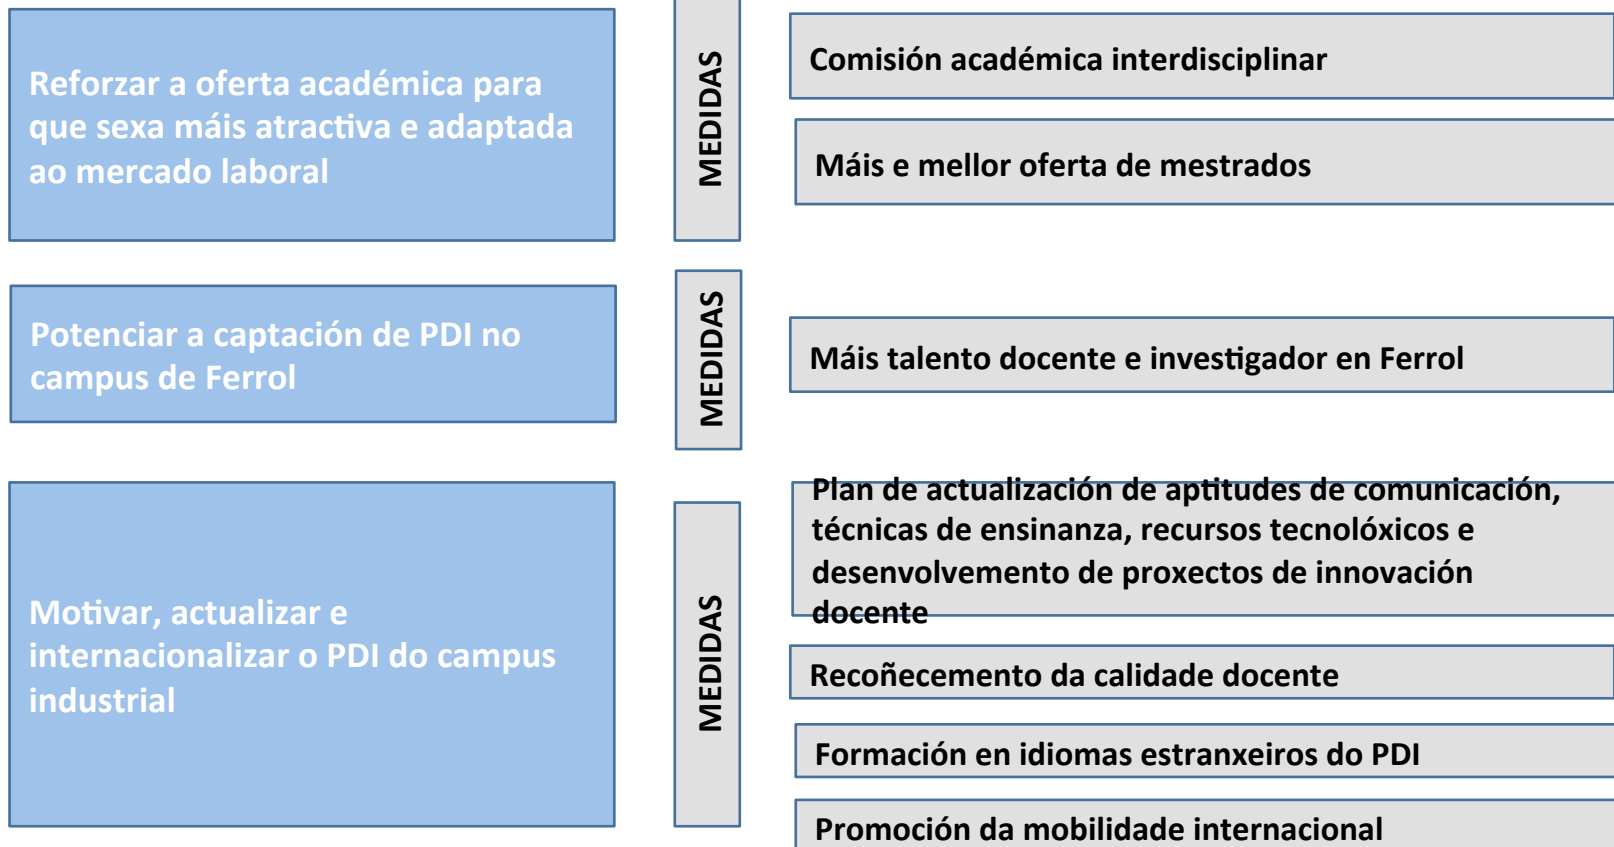 Reforzar a oferta académica para
que sexa máis atractiva e adaptada
ao mercado laboral
MEDIDAS
Comisión académica interdisciplinar
Máis e mellor oferta de mestrados
Potenciar a captación de PDI no
campus de Ferrol
MEDIDAS
Máis talento docente e investigador en Ferrol
Motivar, actualizar e
internacionalizar o PDI do campus
industrial
MEDIDAS
Plan de actualización de aptitudes de comunicación,
técnicas de ensinanza, recursos tecnolóxicos e
desenvolvemento de proxectos de innovación
docente
Recoñecemento da calidade docente
Formación en idiomas estranxeiros do PDI
Promoción da mobilidade internacional